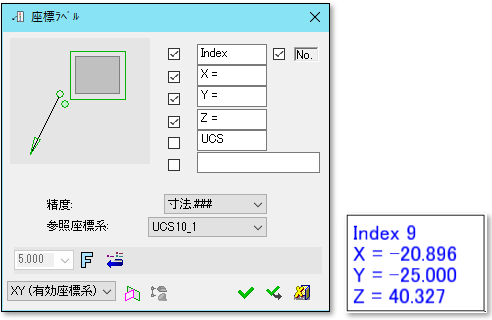 座標ﾗﾍﾞﾙ
Index No.
X =
Y =
Z =
UCS
精度: 寸法.###
参照座標系: UCS10_1
5.000
XY (有効座標系)
Index 9
X = -20.896
Y = -25.000
Z = 40.327